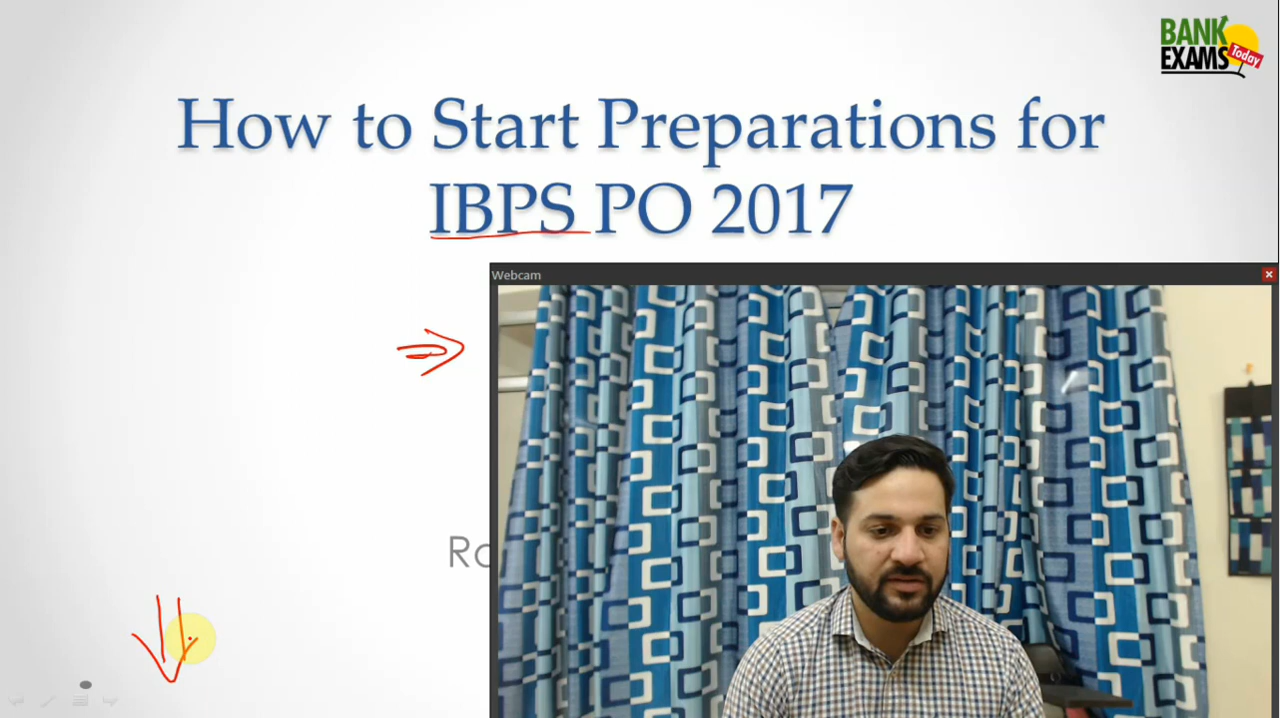 BANK
EXAMS
Today
How to Start Preparations for
IBPS PO 2017
Webcam